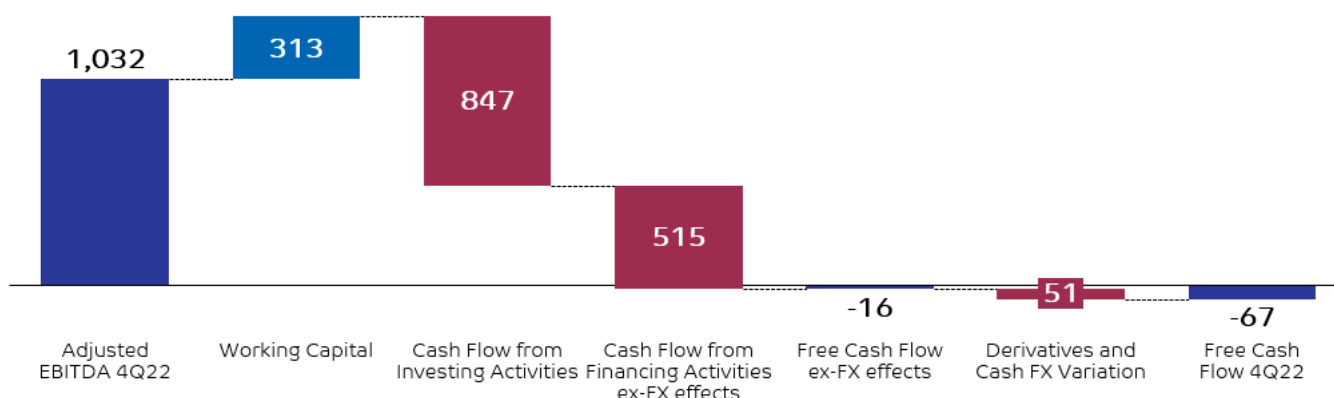 1,032
313
847
515
-16
51
-67
Adjusted
EBITDA 4Q22
Working Capital
Cash Flow from
Investing Activities
Cash Flow from
Financing Activities
ex-FX effects
Free Cash Flow
ex-FX effects
Derivatives and
Cash FX Variation
Free Cash
Flow 4Q22